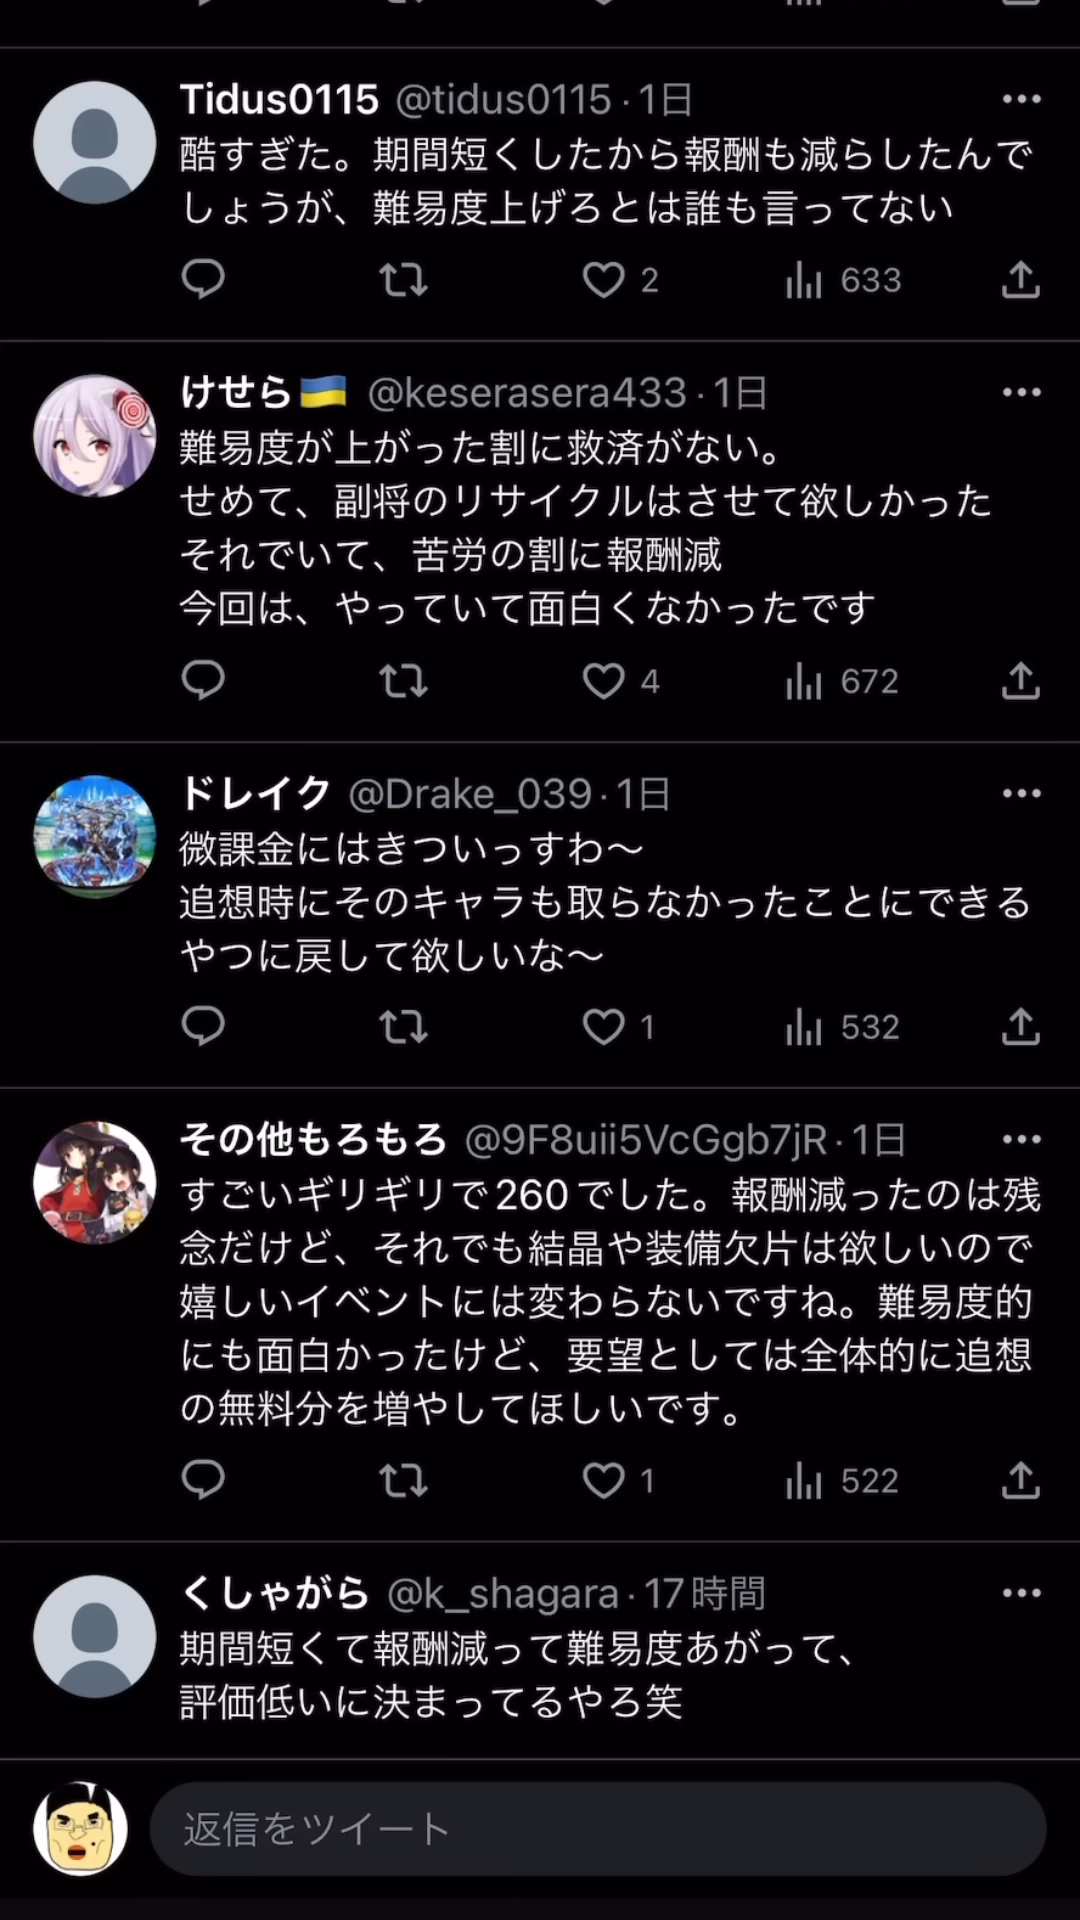 Tidus0115 @tidus0115·1日
酷すぎた。期間短くしたから報酬も減らしたんで
しょうが、難易度上げろとは誰も言ってない
2 633
けせら🇺🇦 @keserasera433·1日
難易度が上がった割に救済がない。
せめて、副将のリサイクルはさせて欲しかった
それでいて、苦労の割に報酬減
今回は、やっていて面白くなかったです
4 672
ドレイク @Drake_039·1日
微課金にはきついっすわ〜
追想時にそのキャラも取らなかったことにできる
やつに戻して欲しいな〜
1 532
その他もろもろ @9F8uii5VcGgb7jR·1日
すごいギリギリで260でした。報酬減ったのは残
念だけど、それでも結晶や装備欠片は欲しいので
嬉しいイベントには変わらないですね。難易度的
にも面白かったけど、要望としては全体的に追想
の無料分を増やしてほしいです。
1 522
くしゃがら @k_shagara·17時間
期間短くて報酬減って難易度あがって、
評価低いに決まってるやろ笑
返信をツイート